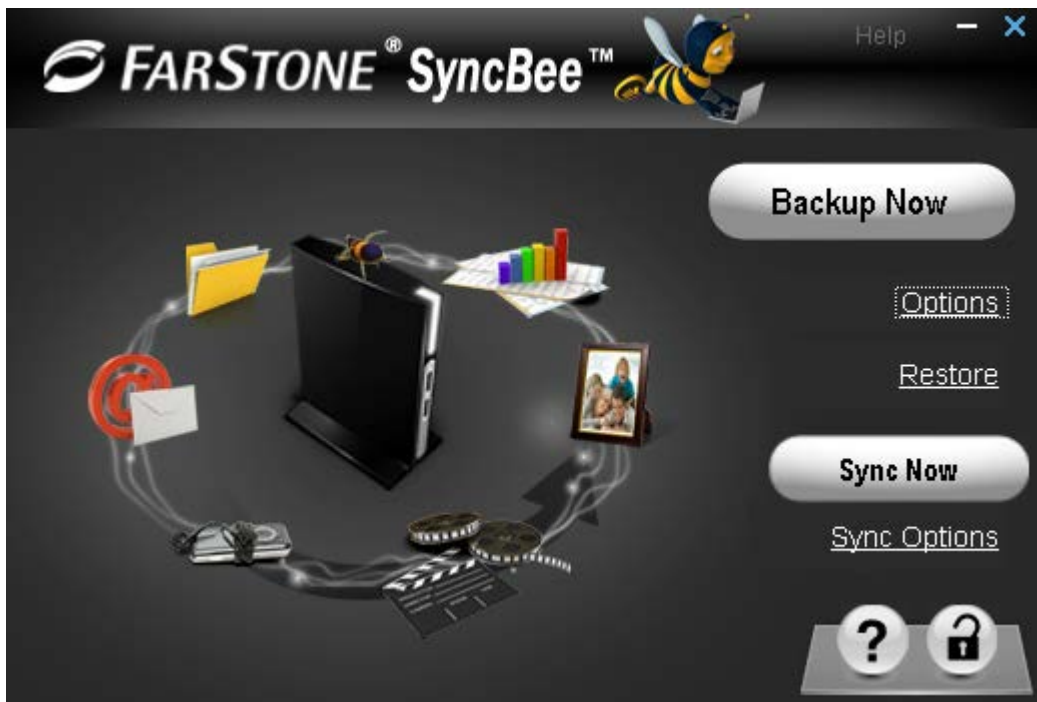 FARSTONE® SyncBee™
Help
Backup Now
Options
Restore
Sync Now
Sync Options
?